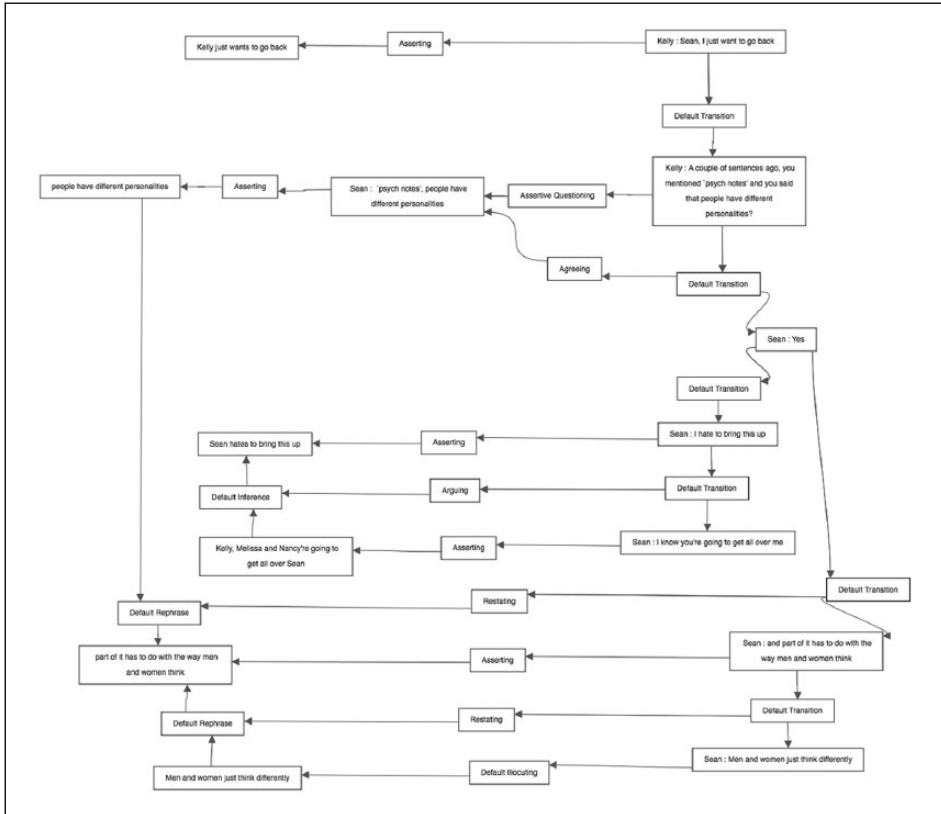 Kelly just wants to go back
Asserting
Kelly : Sean, I just want to go back
Default Transition
people have different personalities
Asserting
Sean : `psych notes', people have
different personalities
Assertive Questioning
Kelly : A couple of sentences ago, you
mentioned `psych notes' and you said
that people have different
personalities?
Agreeing
Default Transition
Sean : Yes
Default Transition
Sean hates to bring this up
Asserting
Sean : I hate to bring this up
Default Inference
Arguing
Default Transition
Kelly, Melissa and Nancy're going to
get all over Sean
Asserting
Sean : I know you're going to get all over me
Default Transition
Default Rephrase
Restating
part of it has to do with the way men
and women think
Asserting
Sean : and part of it has to do with the
way men and women think
Default Rephrase
Restating
Default Transition
Men and women just think differently
Default Illocuting
Sean : Men and women just think differently